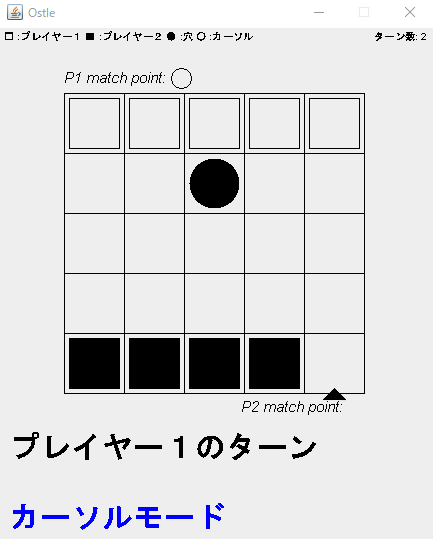 Ostle
□ :プレイヤー1 ■ :プレイヤー2 ● :穴 ○ :カーソル ターン数: 2
P1 match point:
P2 match point:
プレイヤー１のターン
カーソルモード